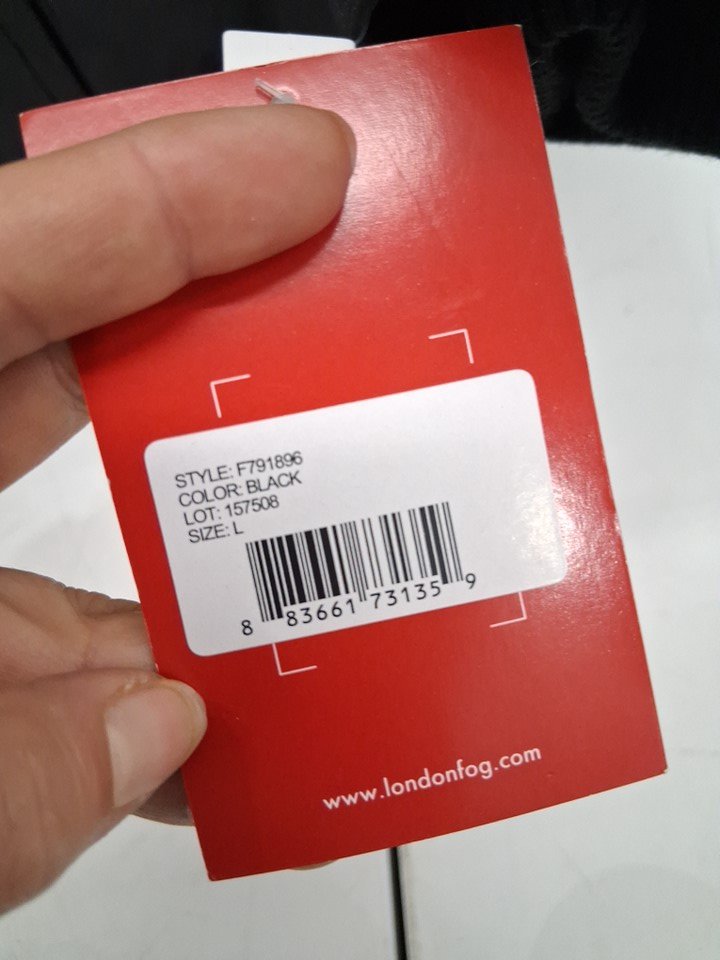 STYLE: F791896
COLOR: BLACK
LOT: 157508
SIZE: L
8 83661 73135 9
www.londonfog.com